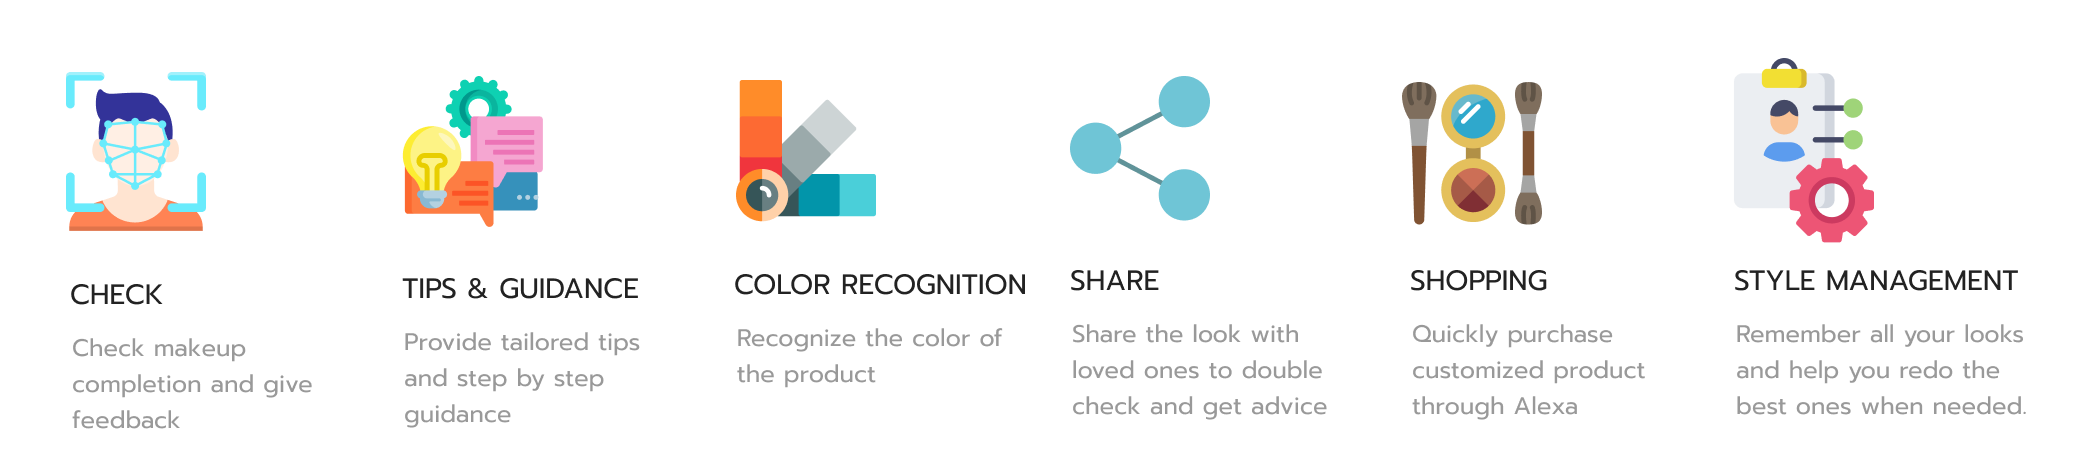 CHECK
Check makeup
completion and give
feedback
TIPS & GUIDANCE
Provide tailored tips
and step by step
guidance
COLOR RECOGNITION
Recognize the color of
the product
SHARE
Share the look with
loved ones to double
check and get advice
SHOPPING
Quickly purchase
customized product
through Alexa
STYLE MANAGEMENT
Remember all your looks
and help you redo the
best ones when needed.